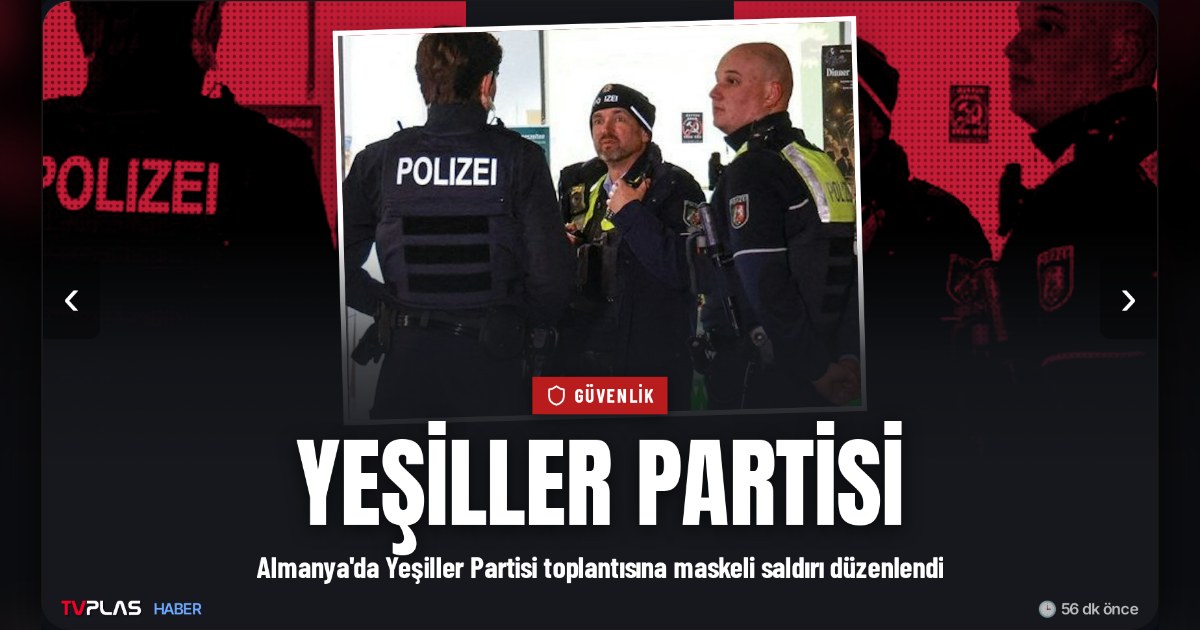 POLIZEI
POLIZEI
Dinner
GÜVENLİK
YEŞİLLER PARTİSİ
Almanya'da Yeşiller Partisi toplantısına maskeli saldırı düzenlendi
TVPLAS HABER
56 dk önce